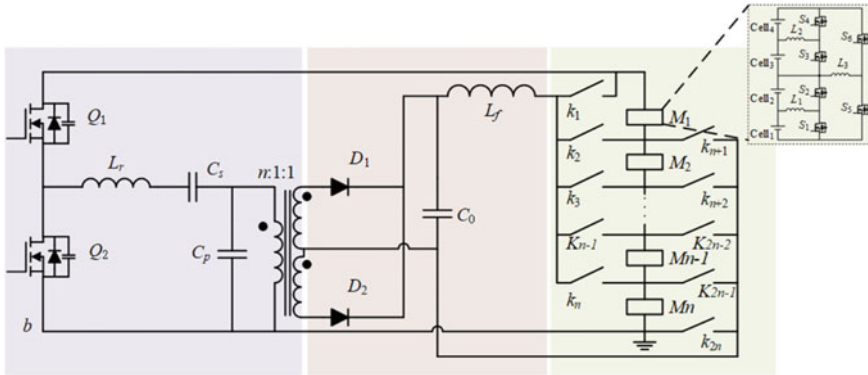 Q1
Lr
Cs
n:1:1
Cp
Q2
b
D1
D2
C0
Lf
k1
k2
k3
Kn-1
kn
M1
M2
Mn-1
Mn
kn+1
kn+2
K2n-2
K2n-1
k2n
Cell4
Cell3
Cell2
Cell1
S4
S6
L2
S3
L3
S2
L1
S5
S1